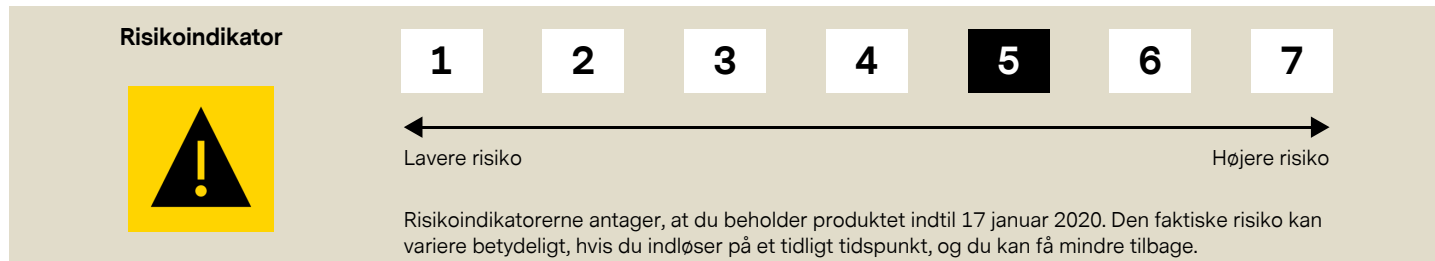 Risikoindikator
1 2 3 4 5 6 7
Lavere risiko Højere risiko
Risikoindikatorerne antager, at du beholder produktet indtil 17 januar 2020. Den faktiske risiko kan
variere betydeligt, hvis du indløser på et tidligt tidspunkt, og du kan få mindre tilbage.